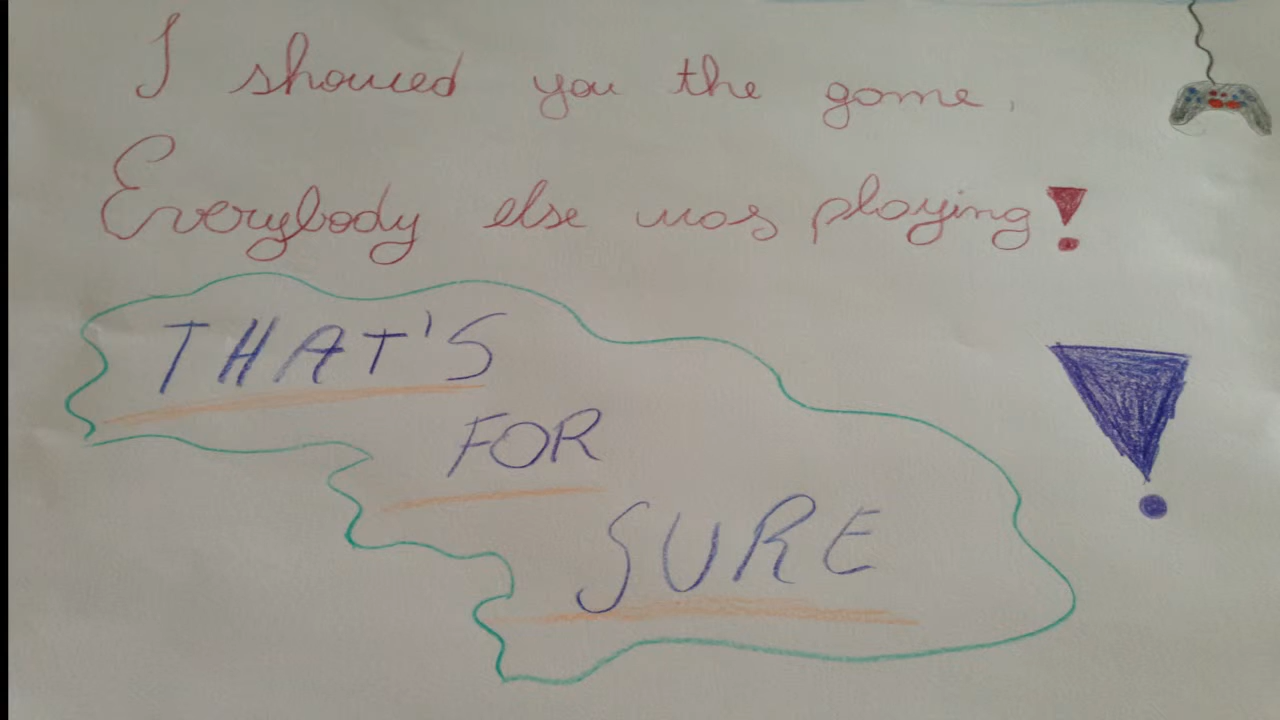 I showed you the game.
Everybody else was playing!
THAT'S
FOR
SURE
!